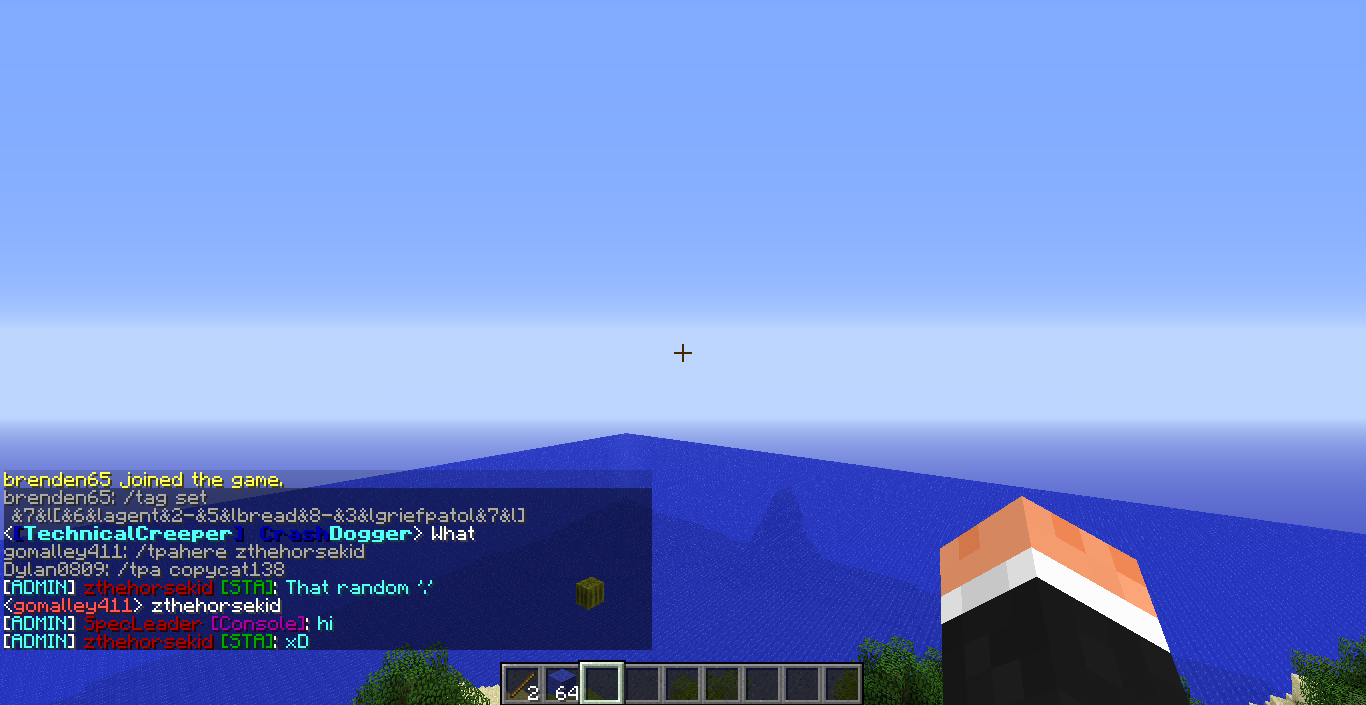 brenden65 joined the game.
brenden65: /tag set
&7&l[&6&lagent&2-&5&lbread&8-&3&lgriefpatol&7&l]
<[TechnicalCreeper] CrashDogger> What
gomalley411: /tpahere zthehorsekid
Dylan0809: /tpa copycat138
[ADMIN] zthehorsekid [STA]: That random '.'
<gomalley411> zthehorsekid
[ADMIN] SpecLeader [Console]: hi
[ADMIN] zthehorsekid [STA]: xD
2 64